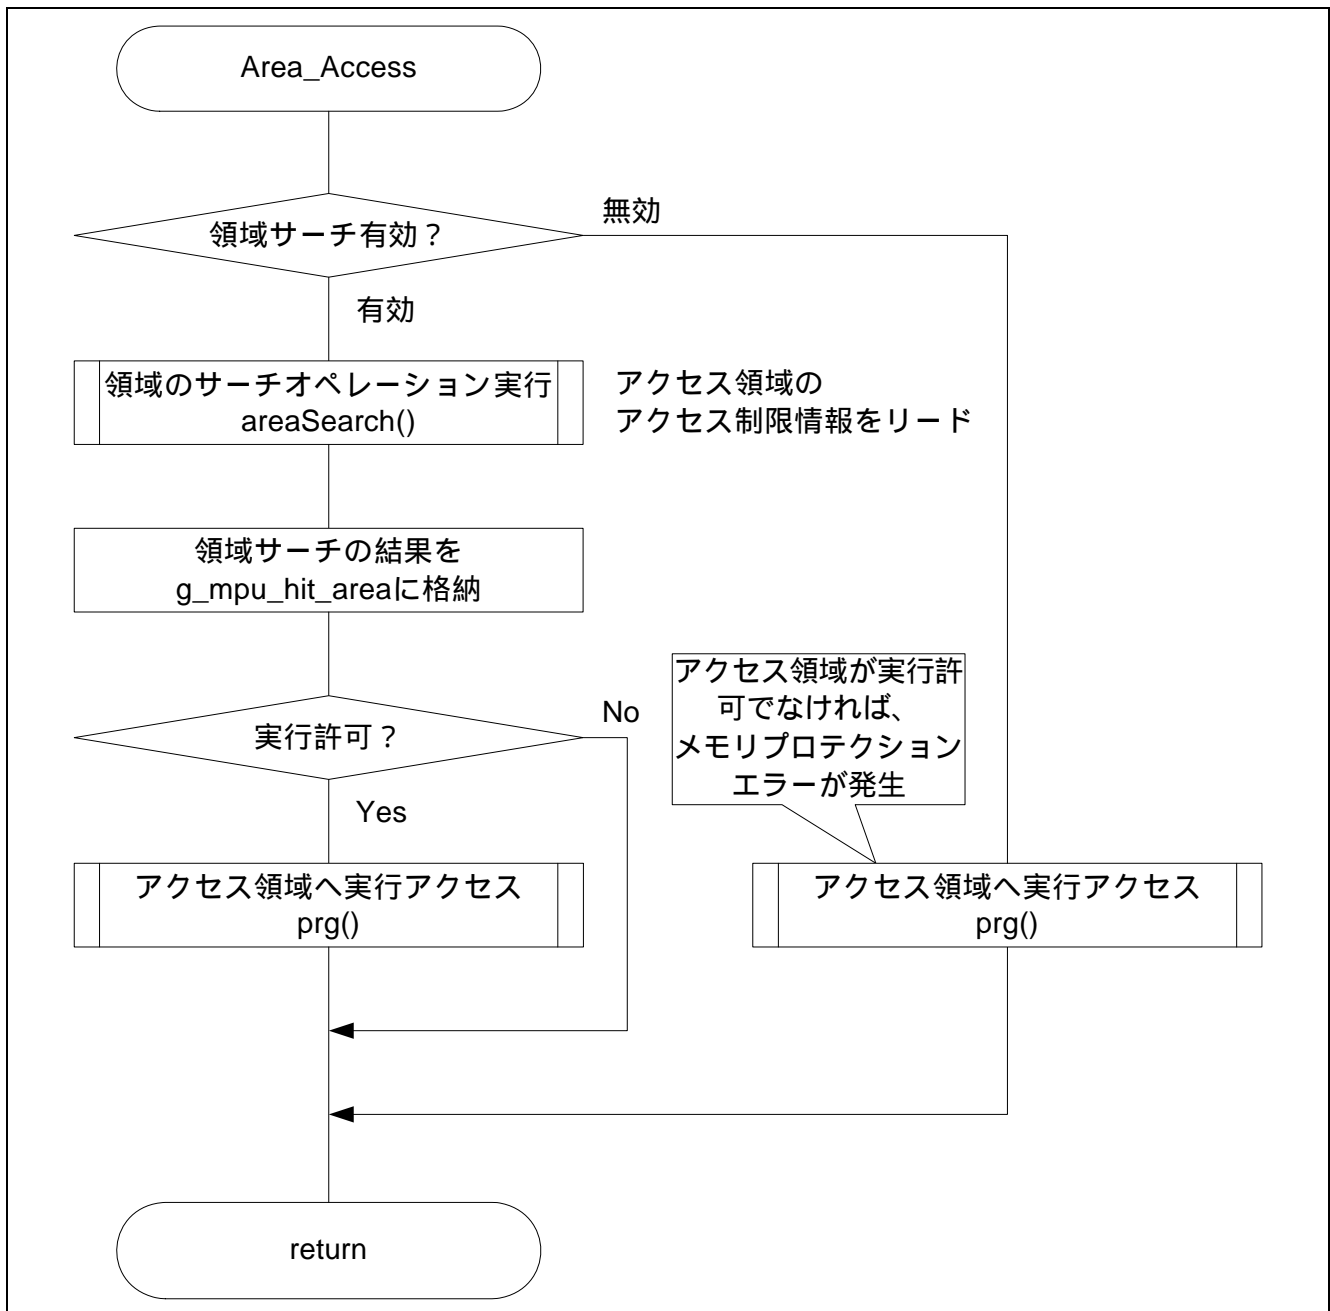 Area_Access
領域サーチ有効？
無効
有効
領域のサーチオペレーション実行
areaSearch()
アクセス領域の
アクセス制限情報をリード
領域サーチの結果を
g_mpu_hit_areaに格納
実行許可？
No
Yes
アクセス領域が実行許
可でなければ、
メモリプロテクション
エラーが発生
アクセス領域へ実行アクセス
prg()
アクセス領域へ実行アクセス
prg()
return